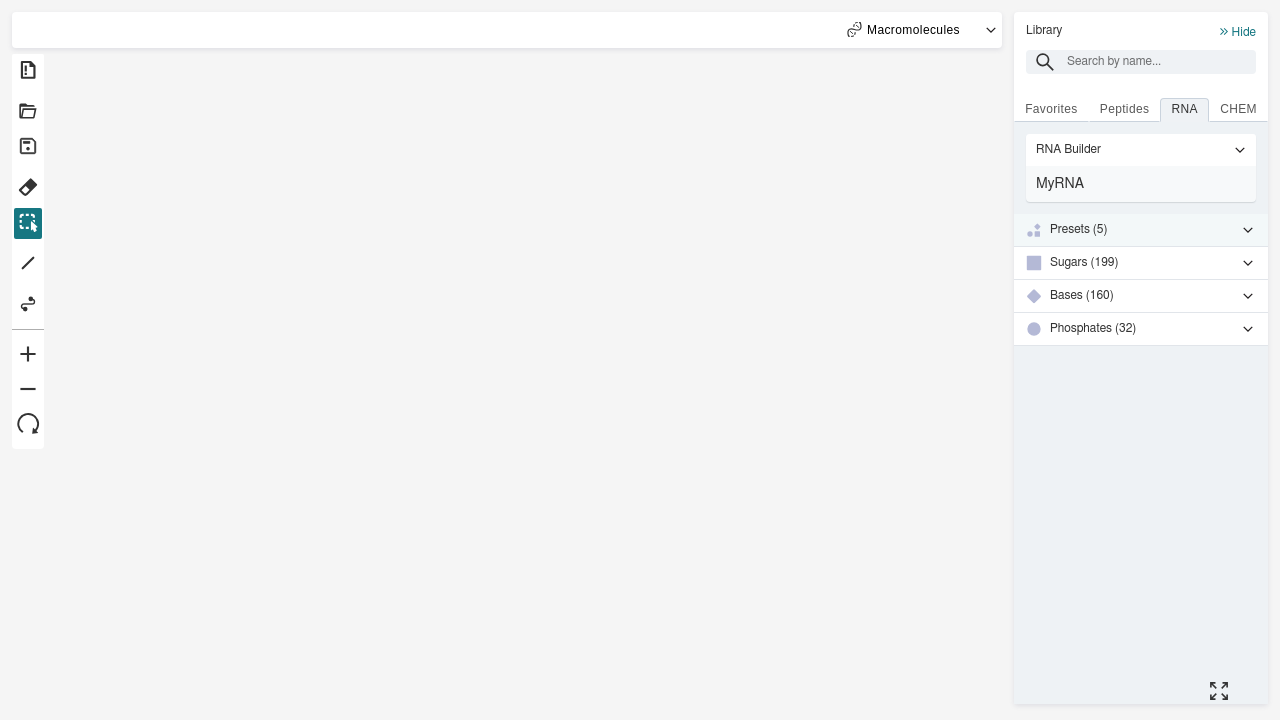 Macromolecules
Library
Hide
Search by name...
Favorites
Peptides
RNA
CHEM
RNA Builder
MyRNA
Presets (5)
Sugars (199)
Bases (160)
Phosphates (32)